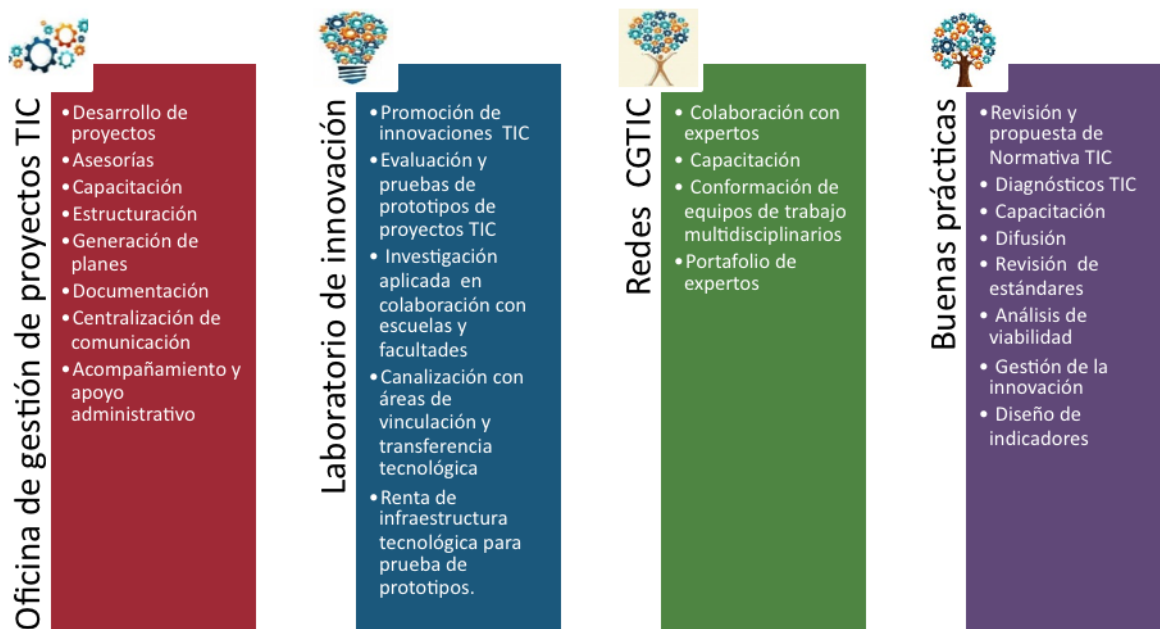 Oficina de gestión de proyectos TIC
•Desarrollo de
proyectos
•Asesorías
•Capacitación
•Estructuración
•Generación de
planes
•Documentación
•Centralización de
comunicación
•Acompañamiento y
apoyo
administrativo
Laboratorio de innovación
•Promoción de
innovaciones TIC
•Evaluación y
pruebas de
prototipos de
proyectos TIC
• Investigación
aplicada en
colaboración con
escuelas y
facultades
•Canalización con
áreas de
vinculación y
transferencia
tecnológica
•Renta de
infraestructura
tecnológica para
prueba de
prototipos.
Redes CGTIC
• Colaboración con
expertos
• Capacitación
• Conformación de
equipos de trabajo
multidisciplinarios
•Portafolio de
expertos
Buenas prácticas
•Revisión y
propuesta de
Normativa TIC
• Diagnósticos TIC
• Capacitación
• Difusión
• Revisión de
estándares
• Análisis de
viabilidad
• Gestión de la
innovación
• Diseño de
indicadores